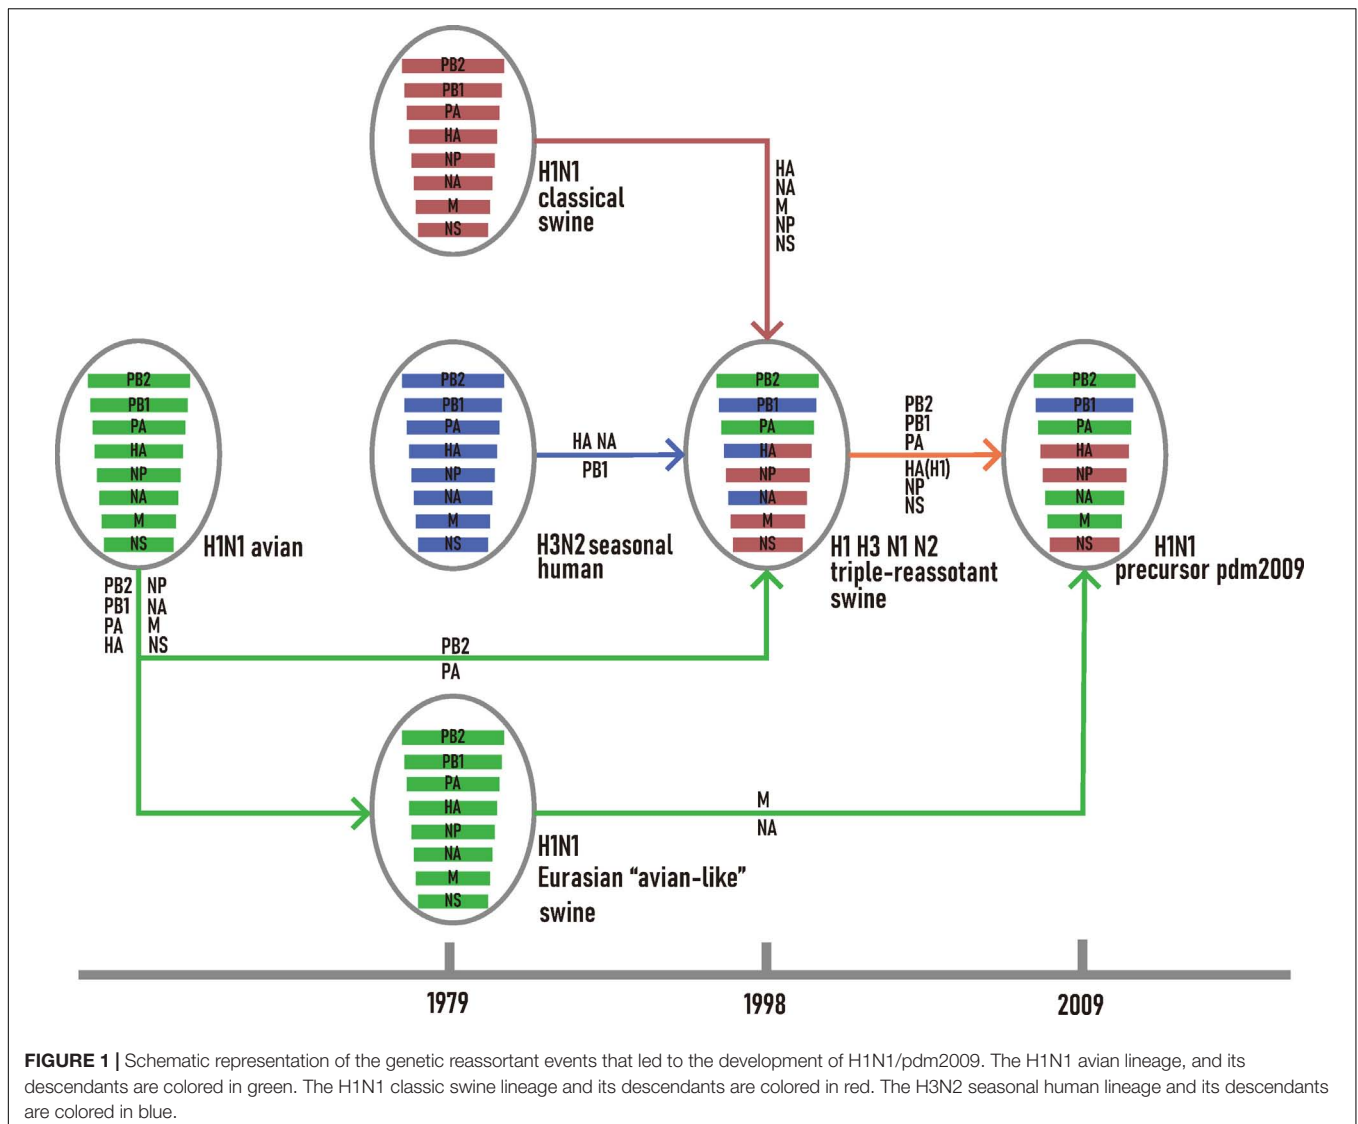 PB2
PB1
PA
HA
NP
NA
M
NS
H1N1
classical
swine
HA
NA
M
NP
NS
PB2
PB1
PA
HA
NP
NA
M
NS
H1N1 avian
PB2
PB1
PA
HA
NP
NA
M
NS
H3N2 seasonal
human
HA NA
PB1
PB2
PB1
PA
HA
NP
NA
M
NS
H1 H3 N1 N2
triple-reassotant
swine
PB2
PB1
PA
HA(H1)
NP
NS
PB2
PB1
PA
HA
NP
NA
M
NS
H1N1
precursor pdm2009
PB2 NP
PB1 NA
PA M
HA NS
PB2
PA
PB2
PB1
PA
HA
NP
NA
M
NS
H1N1
Eurasian “avian-like”
swine
M
NA
1979
1998
2009
FIGURE 1 | Schematic representation of the genetic reassortant events that led to the development of H1N1/pdm2009. The H1N1 avian lineage, and its
descendants are colored in green. The H1N1 classic swine lineage and its descendants are colored in red. The H3N2 seasonal human lineage and its descendants
are colored in blue.